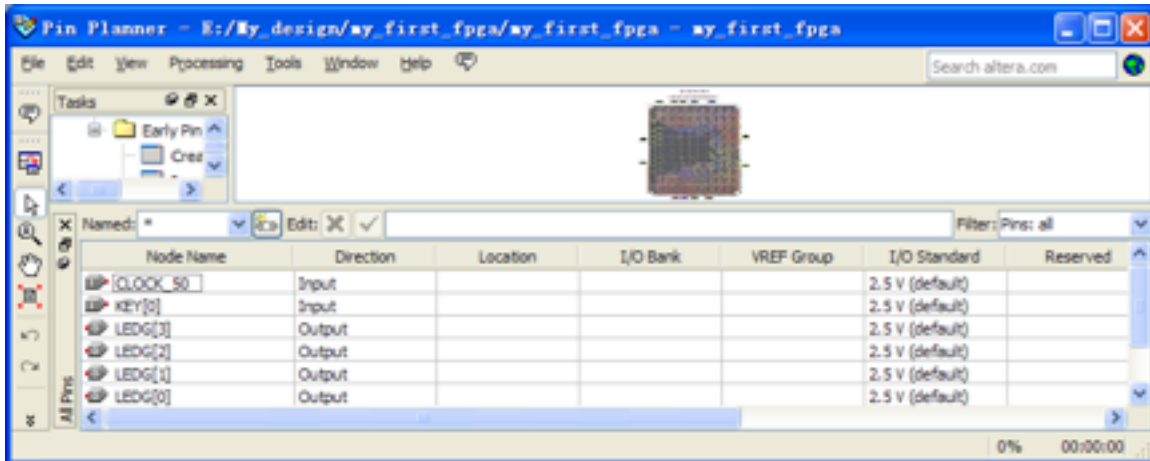 Pin Planner - E:/My_design/my_first_fpga/my_first_fpga - my_first_fpga
File Edit View Processing Tools Window Help
Search altera.com
Tasks
Early Pin
Crea
Named: * Edit: Filter: Pins: all
Node Name Direction Location I/O Bank VREF Group I/O Standard Reserved
CLOCK_50 Input 2.5 V (default)
KEY[0] Input 2.5 V (default)
LEDG[3] Output 2.5 V (default)
LEDG[2] Output 2.5 V (default)
LEDG[1] Output 2.5 V (default)
LEDG[0] Output 2.5 V (default)
All Pins
0% 00:00:00